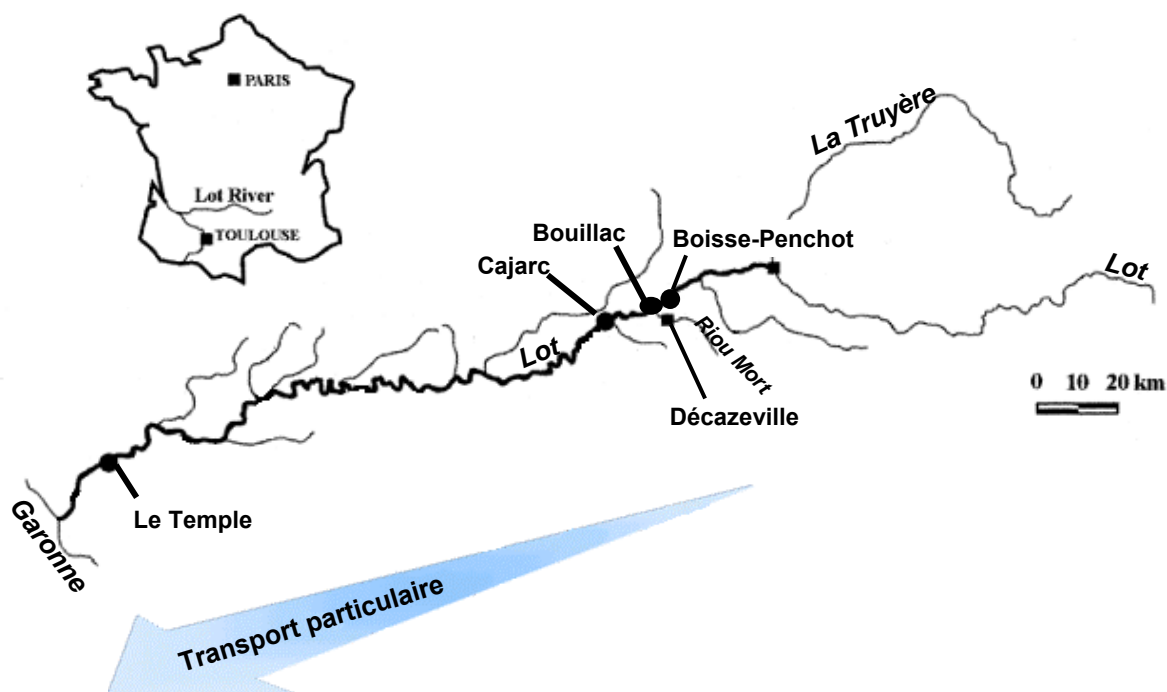 PARIS
Lot River
TOULOUSE
La Truyère
Bouillac
Boisse-Penchot
Cajarc
Lot
Lot
Riou Mort
0 10 20 km
Décazeville
Le Temple
Garonne
Transport particulaire